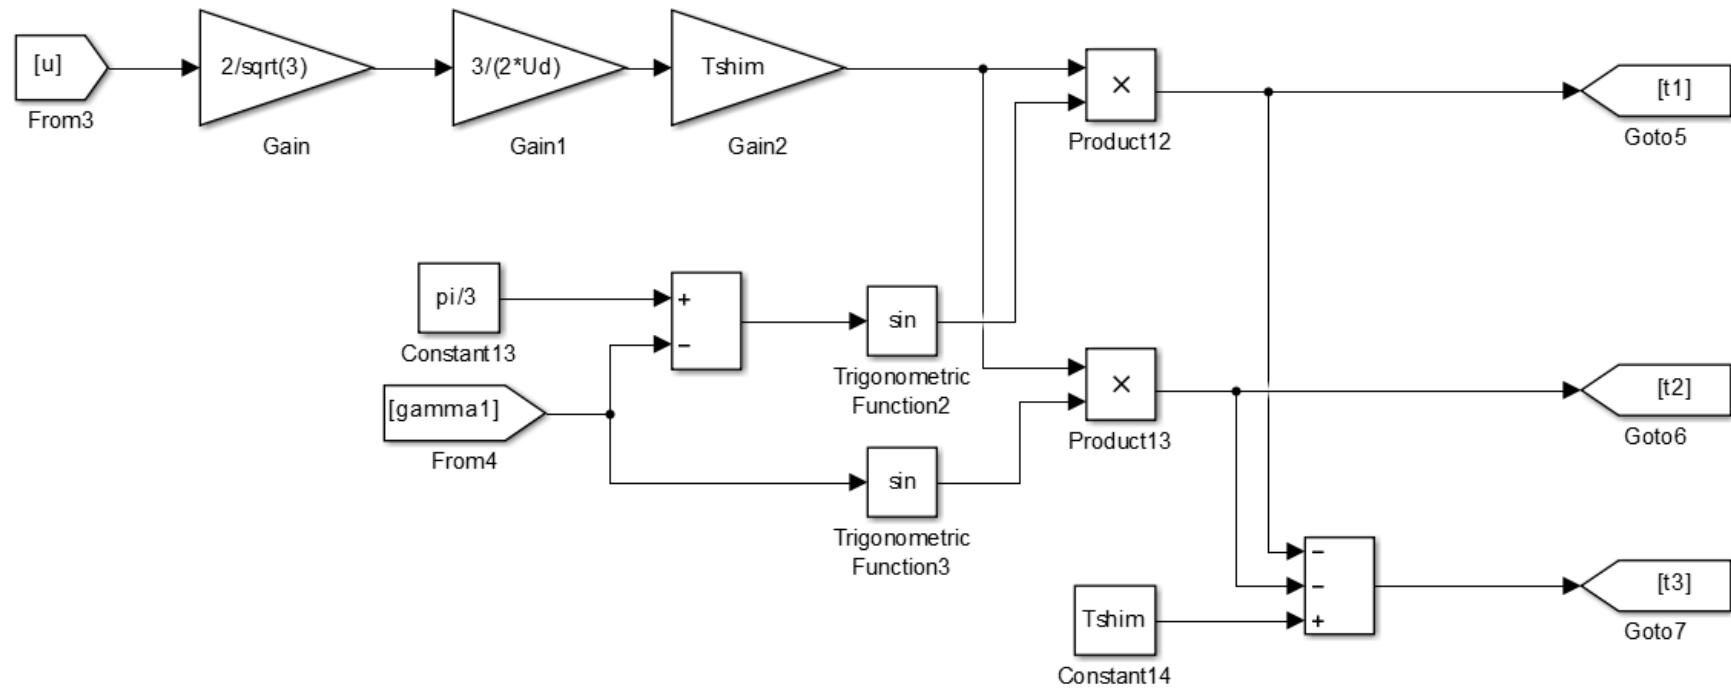 [u]
From3
2/sqrt(3)
Gain
3/(2*Ud)
Gain1
Tshim
Gain2
×
Product12
[t1]
Goto5
pi/3
Constant13
+
−
sin
Trigonometric
Function2
[gamma1]
From4
sin
Trigonometric
Function3
×
Product13
[t2]
Goto6
−
−
+
Tshim
Constant14
[t3]
Goto7